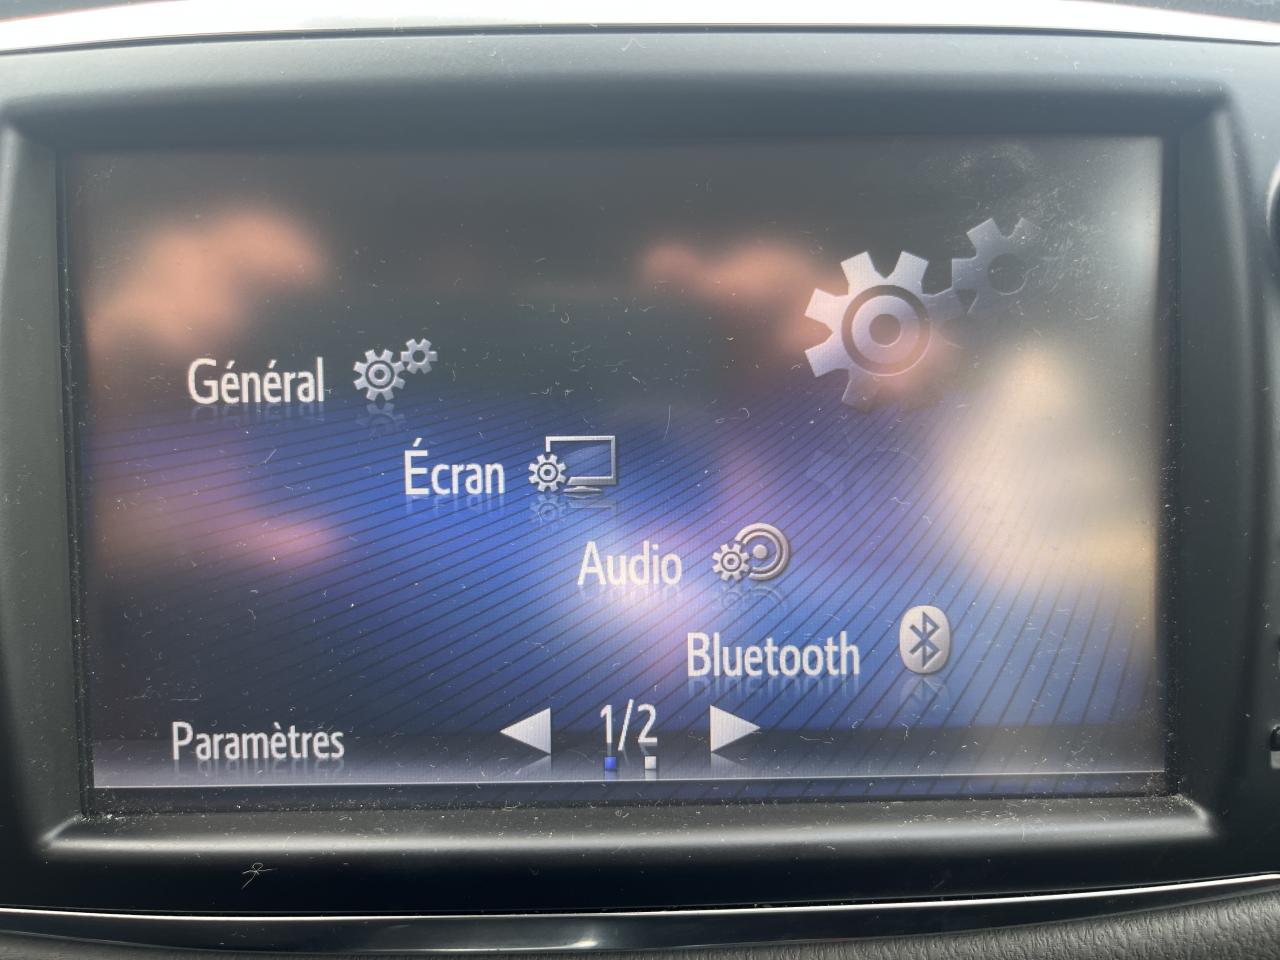 Général
Écran
Audio
Bluetooth
Paramètres
1/2